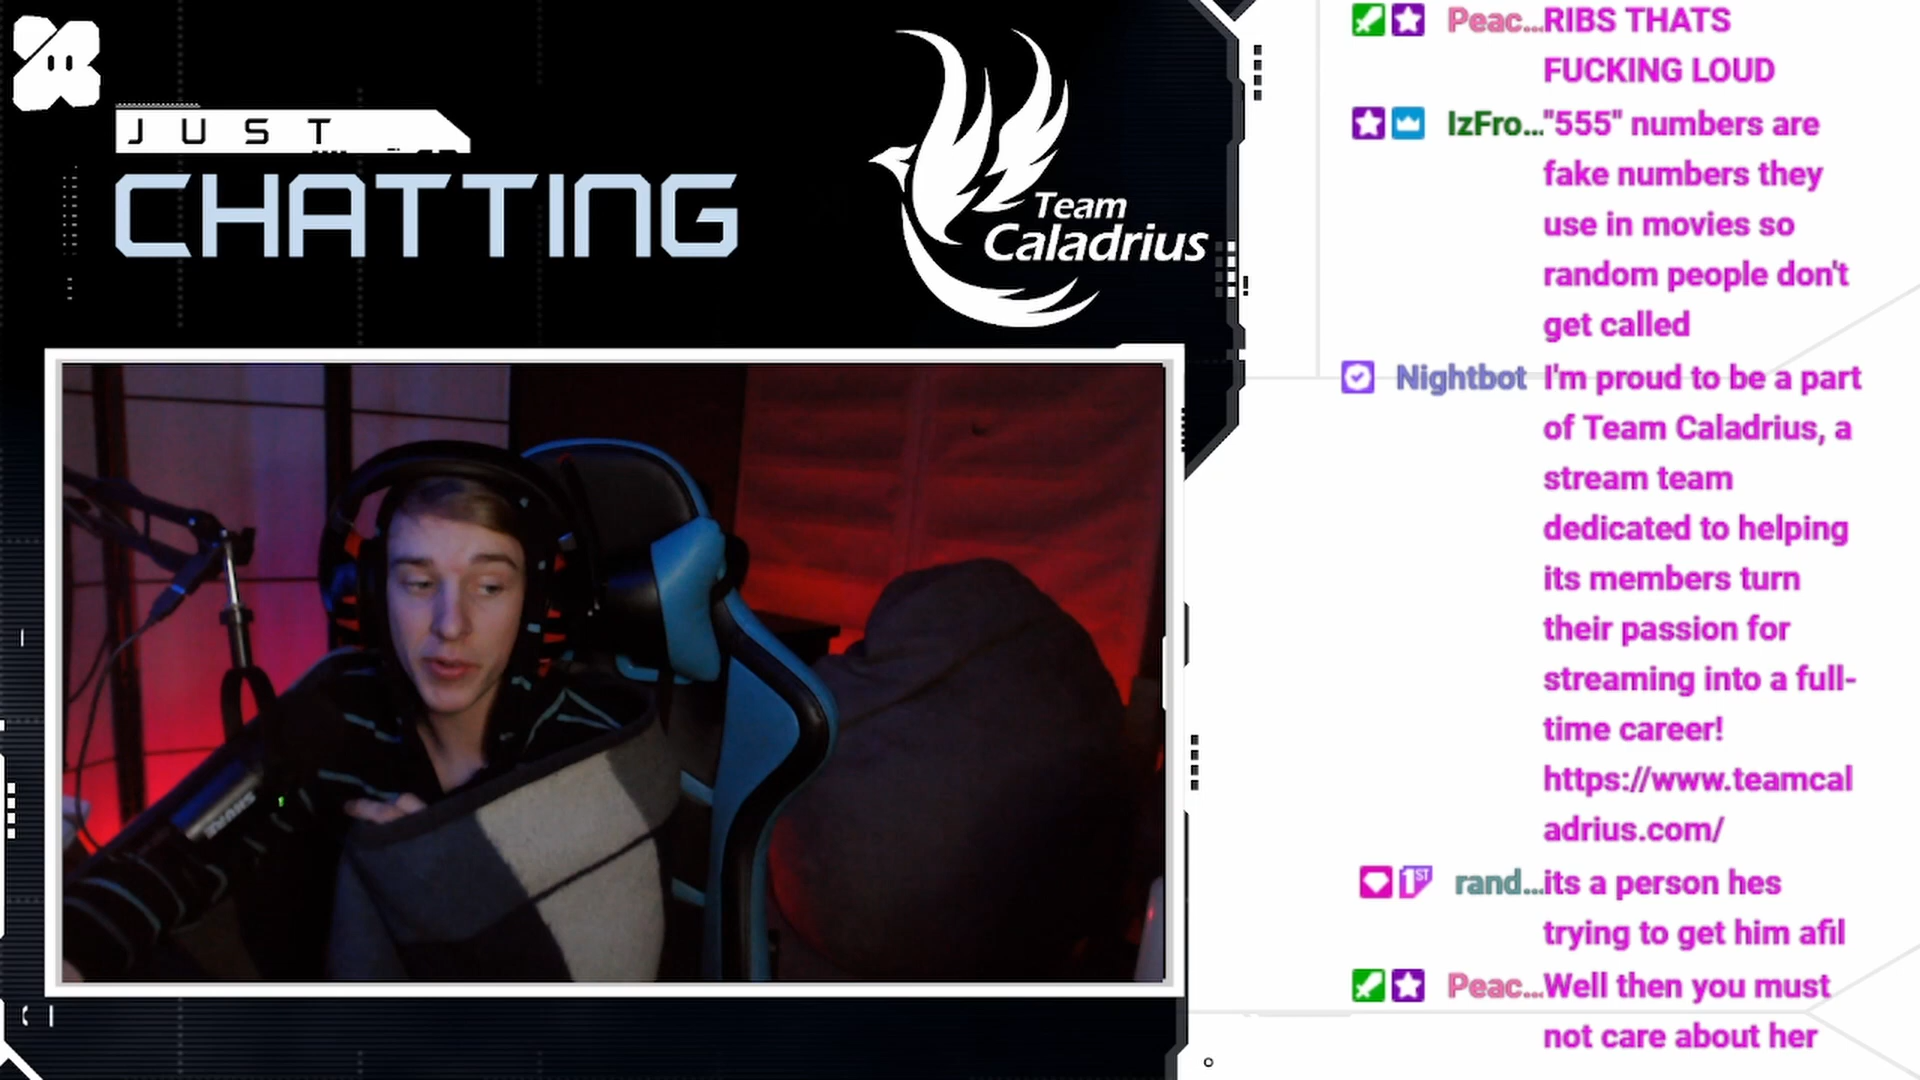 JUST
CHATTING
Team
Caladrius
SHURE
Peac...RIBS THATS
FUCKING LOUD
IzFro..."555" numbers are
fake numbers they
use in movies so
random people don't
get called
Nightbot I'm proud to be a part
of Team Caladrius, a
stream team
dedicated to helping
its members turn
their passion for
streaming into a full-
time career!
https://www.teamcal
adrius.com/
1ST rand...its a person hes
trying to get him afil
Peac...Well then you must
not care about her